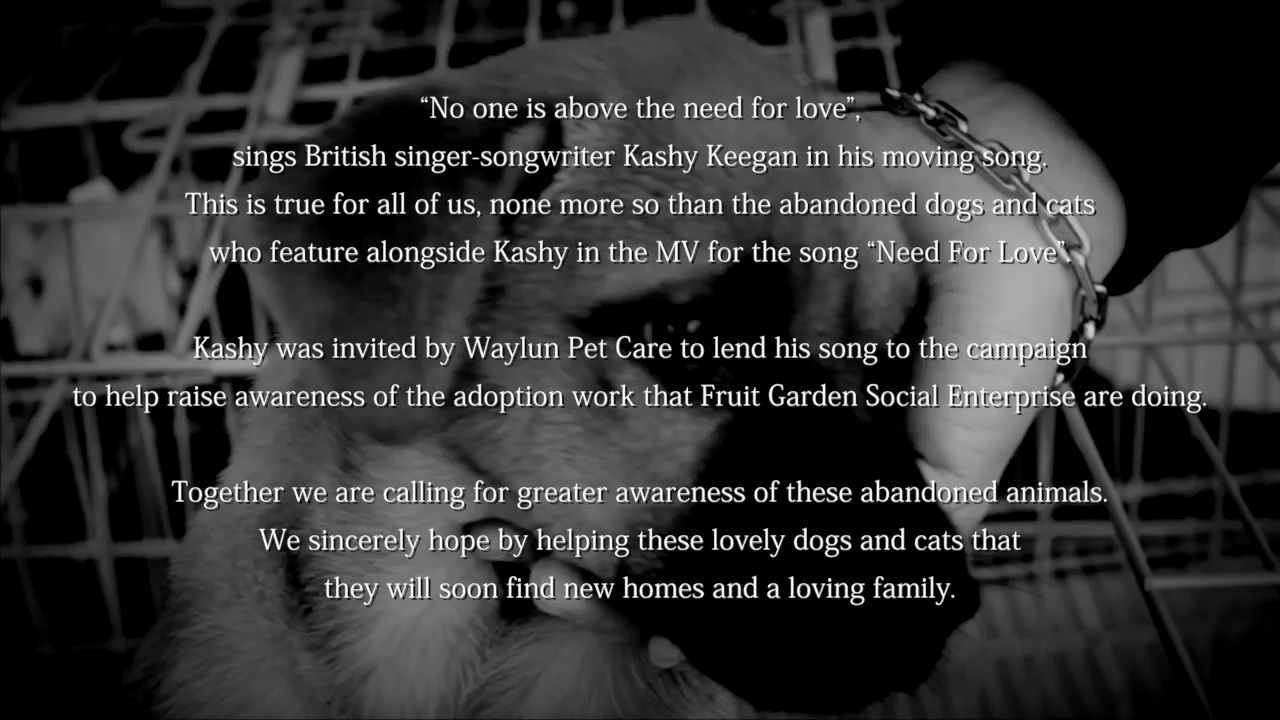 “No one is above the need for love”,
sings British singer-songwriter Kashy Keegan in his moving song.
This is true for all of us, none more so than the abandoned dogs and cats
who feature alongside Kashy in the MV for the song “Need For Love”.
Kashy was invited by Waylun Pet Care to lend his song to the campaign
to help raise awareness of the adoption work that Fruit Garden Social Enterprise are doing.
Together we are calling for greater awareness of these abandoned animals.
We sincerely hope by helping these lovely dogs and cats that
they will soon find new homes and a loving family.